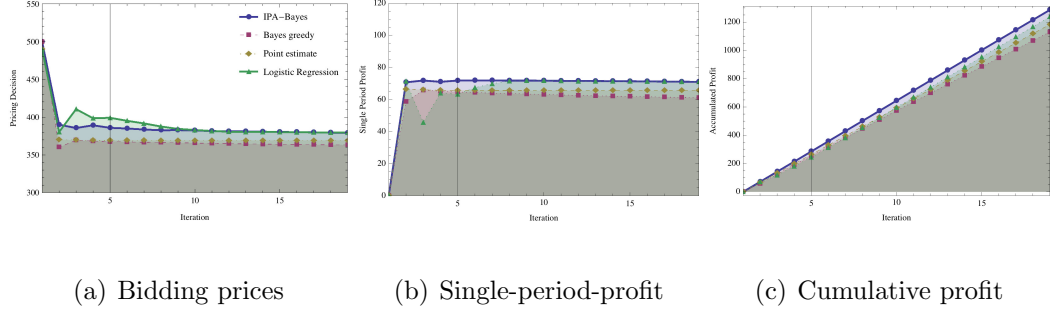 550
500
450
400
350
300
Pricing Decision
5
10
15
Iteration
IPA-Bayes
Bayes greedy
Point estimate
Logistic Regression
120
100
80
60
40
20
0
Single Period Profit
5
10
15
Iteration
1200
1000
800
600
400
200
0
Accumulated Profit
5
10
15
Iteration
(a) Bidding prices
(b) Single-period-profit
(c) Cumulative profit